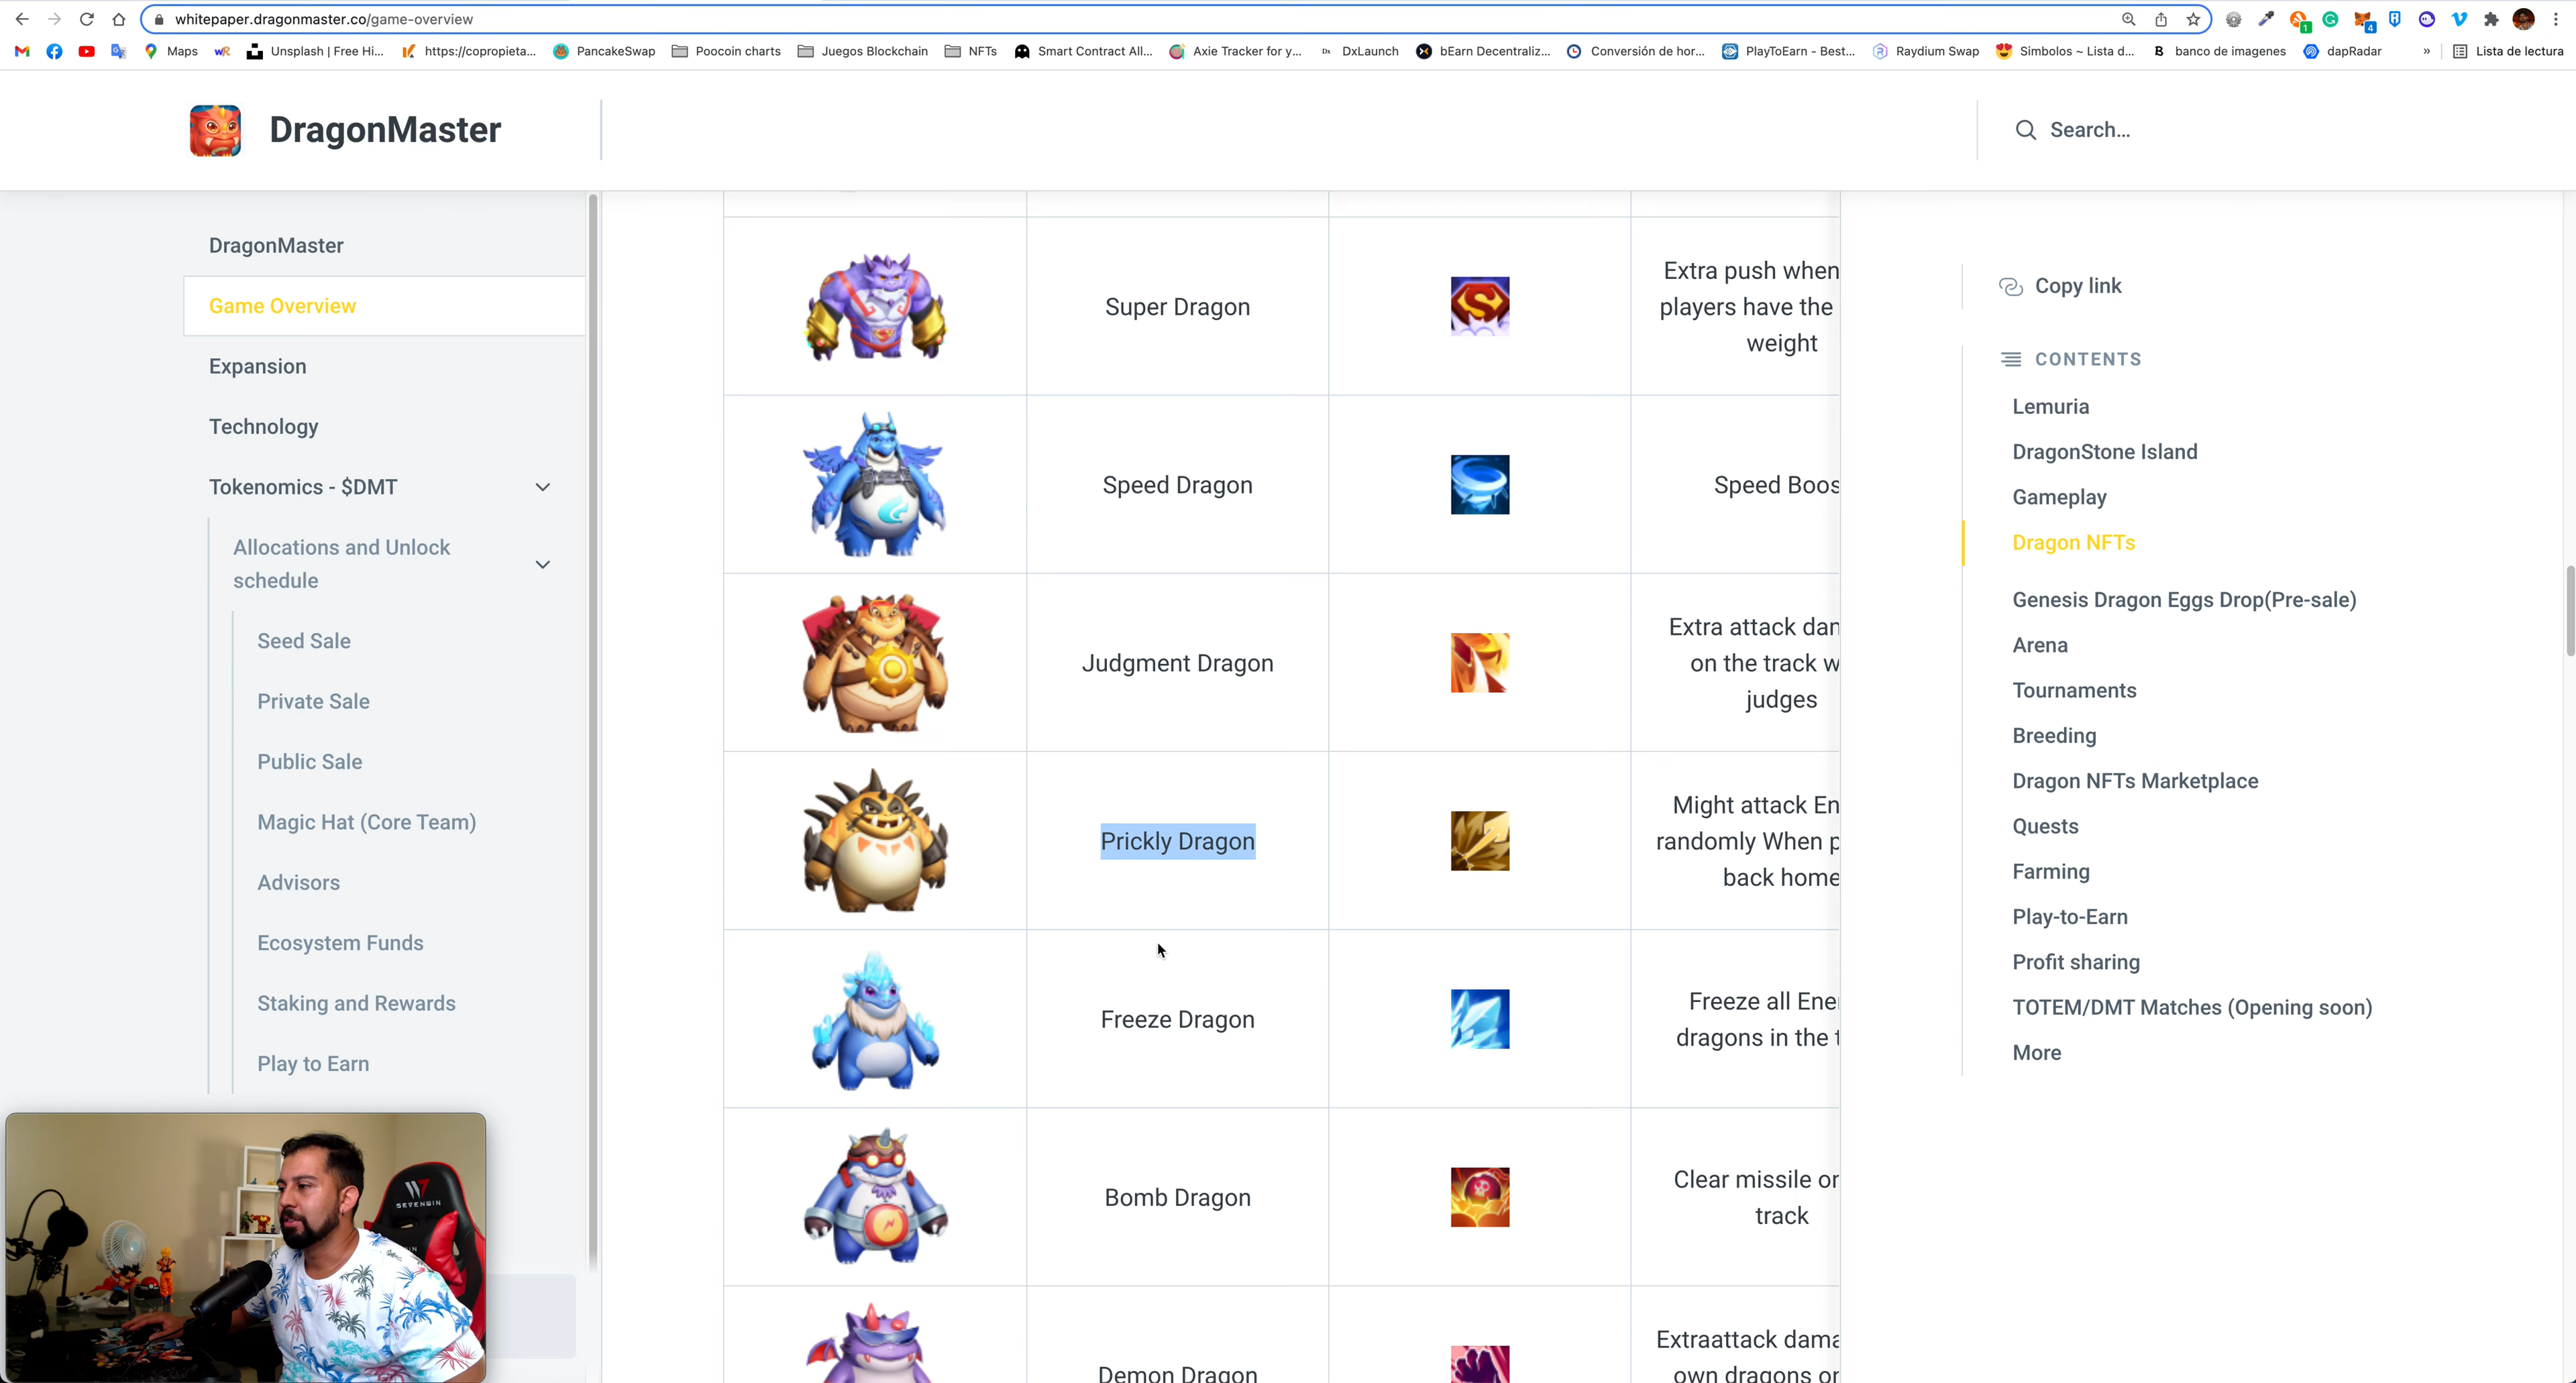 whitepaper.dragonmaster.co/game-overview
Maps
wR
Unsplash | Free Hi...
https://copropieta...
PancakeSwap
Poocoin charts
Juegos Blockchain
NFTs
Smart Contract All...
Axie Tracker for y...
Dx
DxLaunch
bEarn Decentraliz...
Conversión de hor...
PlayToEarn - Best...
Raydium Swap
Simbolos ~ Lista d...
B
banco de imagenes
dapRadar
»
Lista de lectura
1
4
DragonMaster
Search...
DragonMaster
Game Overview
Expansion
Technology
Tokenomics - $DMT
Allocations and Unlock
schedule
Seed Sale
Private Sale
Public Sale
Magic Hat (Core Team)
Advisors
Ecosystem Funds
Staking and Rewards
Play to Earn
Super Dragon
S
Extra push when
players have the
weight
Speed Dragon
Speed Boos
Judgment Dragon
Extra attack dan
on the track w
judges
Prickly Dragon
Might attack En
randomly When p
back home
Freeze Dragon
Freeze all Ene
dragons in the t
Bomb Dragon
Clear missile or
track
Demon Dragon
Extraattack dama
own dragons or
Copy link
CONTENTS
Lemuria
DragonStone Island
Gameplay
Dragon NFTs
Genesis Dragon Eggs Drop(Pre-sale)
Arena
Tournaments
Breeding
Dragon NFTs Marketplace
Quests
Farming
Play-to-Earn
Profit sharing
TOTEM/DMT Matches (Opening soon)
More
SEVENWIN